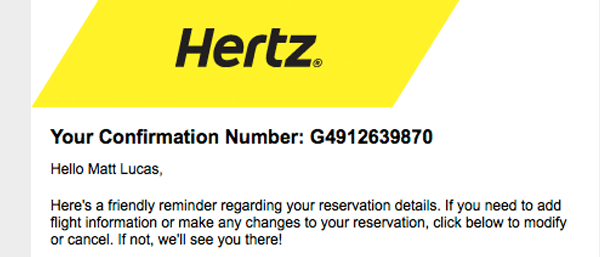 Hertz®
Your Confirmation Number: G4912639870
Hello Matt Lucas,
Here's a friendly reminder regarding your reservation details. If you need to add
flight information or make any changes to your reservation, click below to modify
or cancel. If not, we'll see you there!